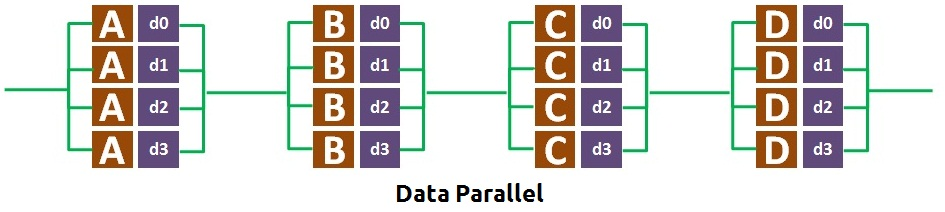 A d0 B d0 C d0 D d0
A d1 B d1 C d1 D d1
A d2 B d2 C d2 D d2
A d3 B d3 C d3 D d3
Data Parallel